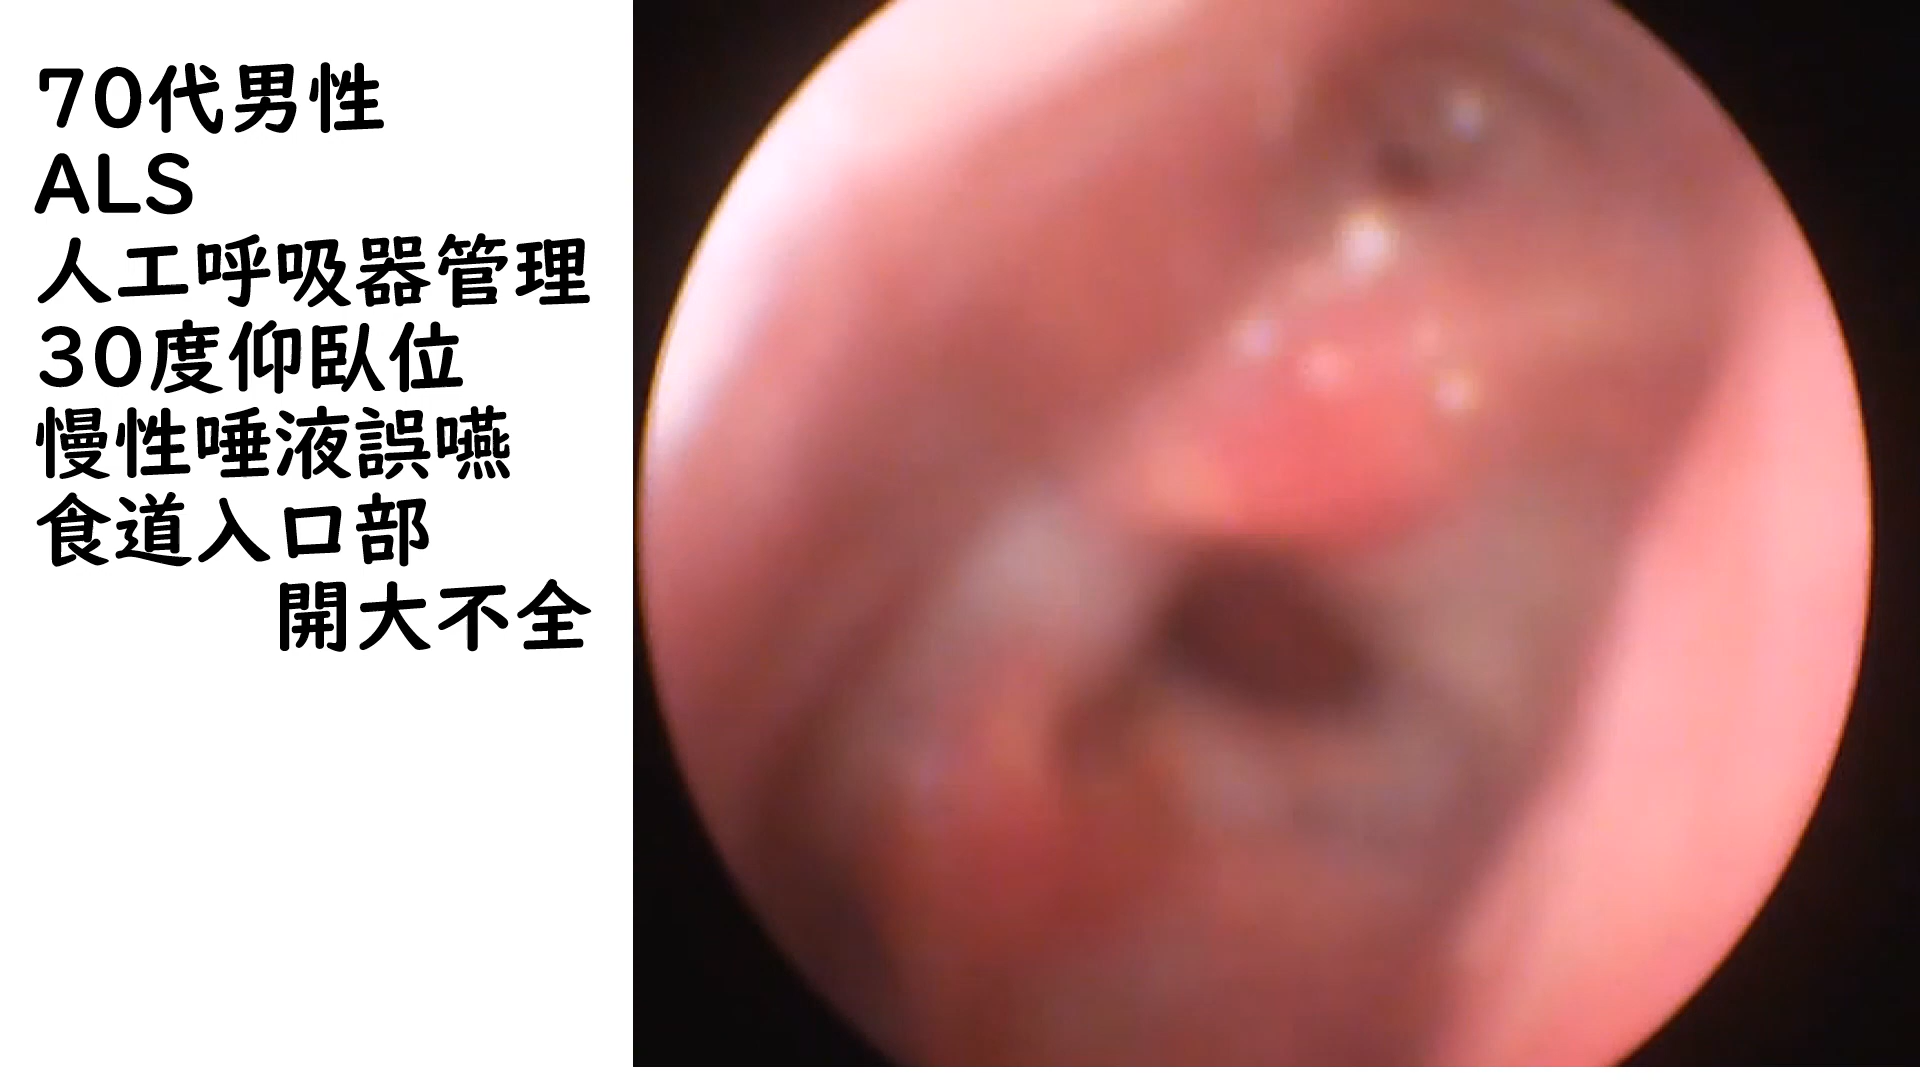 70代男性
ALS
人工呼吸器管理
30度仰臥位
慢性唾液誤嚥
食道入口部
開大不全